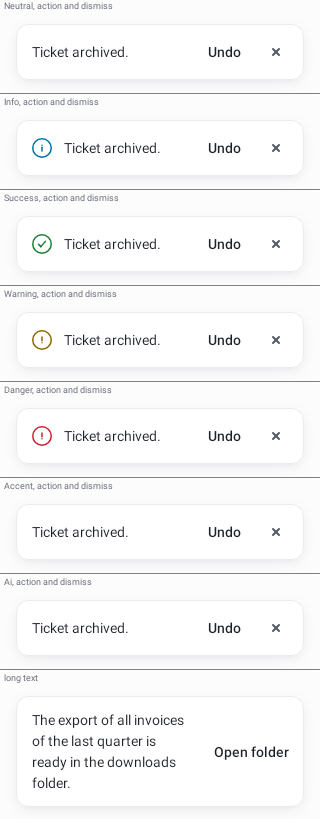 Neutral, action and dismiss
Ticket archived. Undo
Info, action and dismiss
Ticket archived. Undo
Success, action and dismiss
Ticket archived. Undo
Warning, action and dismiss
Ticket archived. Undo
Danger, action and dismiss
Ticket archived. Undo
Accent, action and dismiss
Ticket archived. Undo
Ai, action and dismiss
Ticket archived. Undo
long text
The export of all invoices
of the last quarter is
ready in the downloads
folder.
Open folder